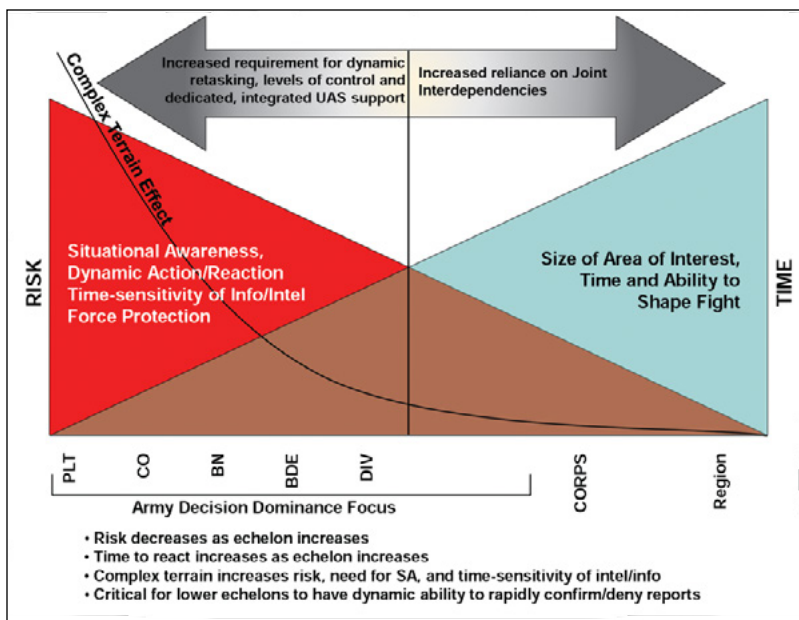 Increased requirement for dynamic
retasking, levels of control and
dedicated, integrated UAS support
Increased reliance on Joint
Interdependencies
Complex Terrain Effect
RISK
Situational Awareness,
Dynamic Action/Reaction
Time-sensitivity of Info/Intel
Force Protection
Size of Area of Interest,
Time and Ability to
Shape Fight
TIME
PLT
CO
BN
BDE
DIV
CORPS
Region
Army Decision Dominance Focus
• Risk decreases as echelon increases
• Time to react increases as echelon increases
• Complex terrain increases risk, need for SA, and time-sensitivity of intel/info
• Critical for lower echelons to have dynamic ability to rapidly confirm/deny reports